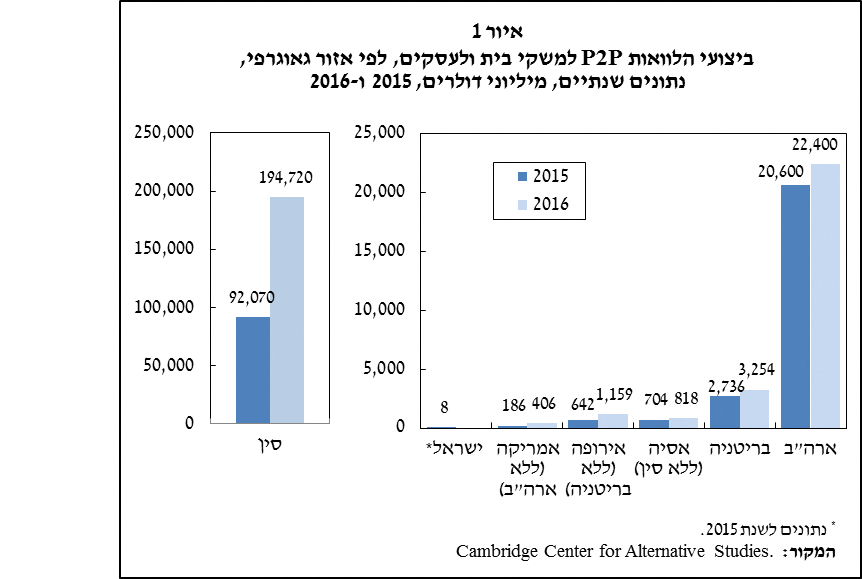 איור 1
ביצועי הלוואות P2P למשקי בית ולעסקים, לפי אזור גאוגרפי,
נתונים שנתיים, מיליוני דולרים, 2015 ו-2016
250,000
200,000
150,000
100,000
50,000
0
194,720
92,070
סין
25,000
20,000
15,000
10,000
5,000
0
2015
2016
8
186
406
642
1,159
704
818
2,736
3,254
20,600
22,400
ישראל*
אמריקה
(ללא
ארה"ב)
אירופה
(ללא
בריטניה)
אסיה
(ללא סין)
בריטניה
ארה"ב
* נתונים לשנת 2015.
המקור: Cambridge Center for Alternative Studies.